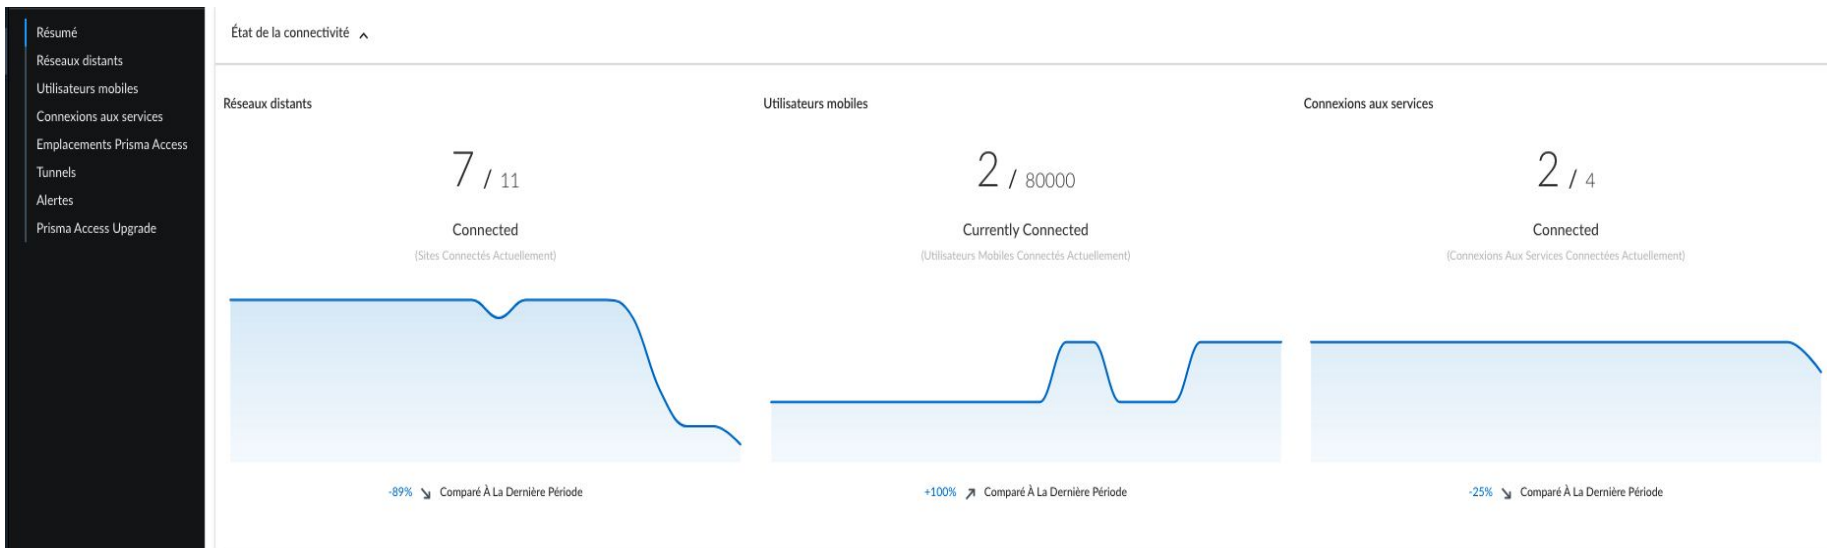 Résumé
Réseaux distants
Utilisateurs mobiles
Connexions aux services
Emplacements Prisma Access
Tunnels
Alertes
Prisma Access Upgrade
État de la connectivité
Réseaux distants
7 / 11
Connected
(Sites Connectés Actuellement)
-89% Comparé À La Dernière Période
Utilisateurs mobiles
2 / 80000
Currently Connected
(Utilisateurs Mobiles Connectés Actuellement)
+100% Comparé À La Dernière Période
Connexions aux services
2 / 4
Connected
(Connexions Aux Services Connectées Actuellement)
-25% Comparé À La Dernière Période